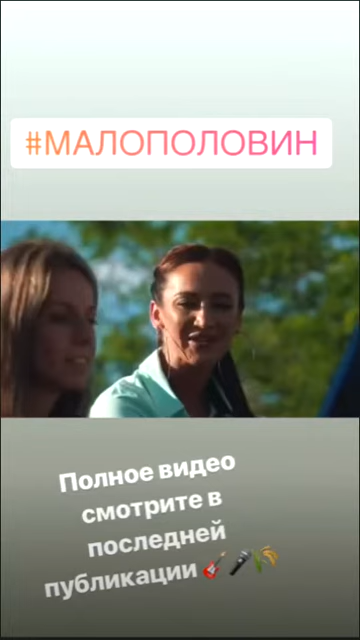 #МАЛОПОЛОВИН
Полное видео
смотрите в
последней
публикации🎸🎤🌾